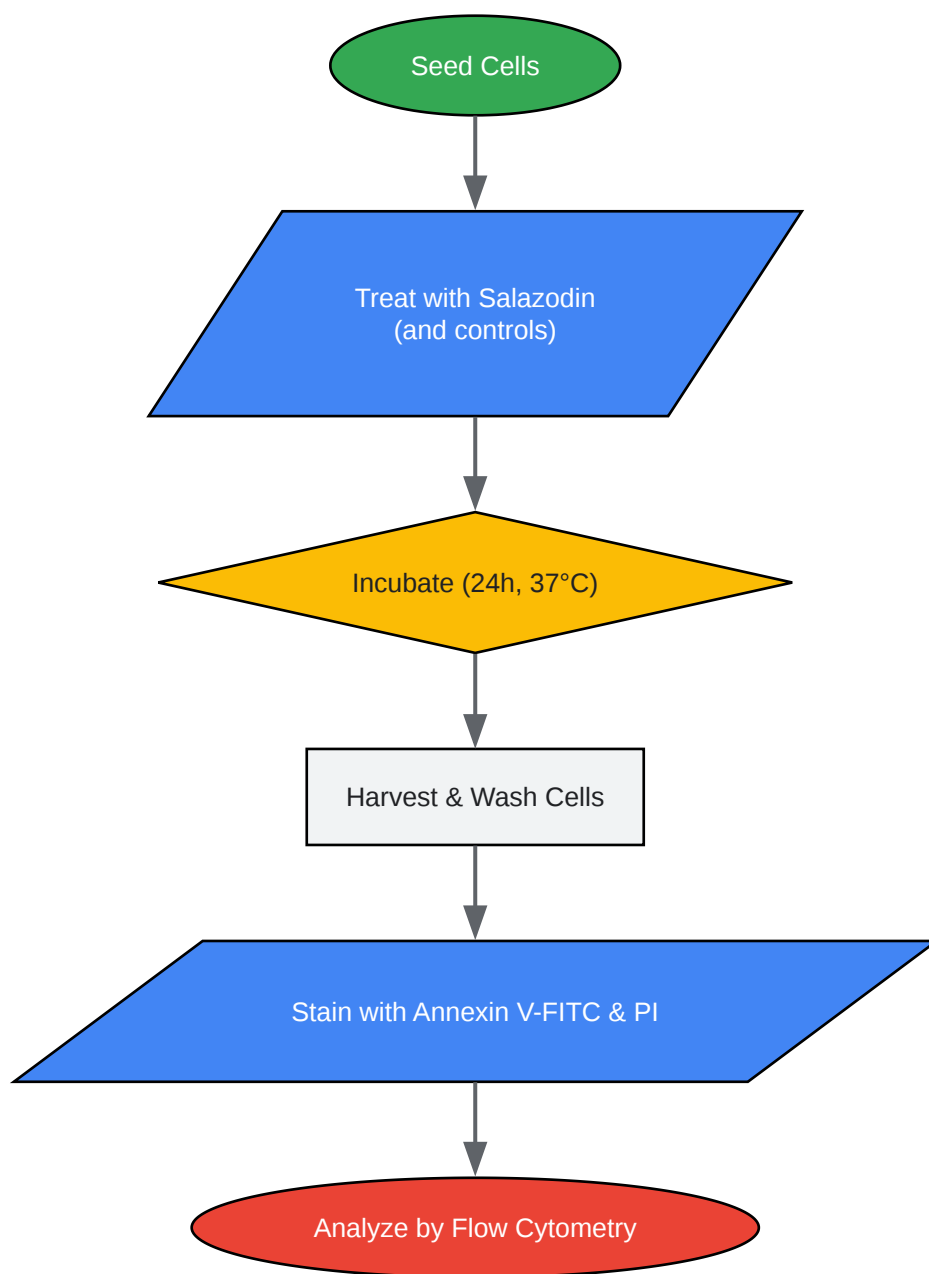 Seed Cells
Treat with Salazodin
(and controls)
Incubate (24h, 37°C)
Harvest & Wash Cells
Stain with Annexin V-FITC & PI
Analyze by Flow Cytometry